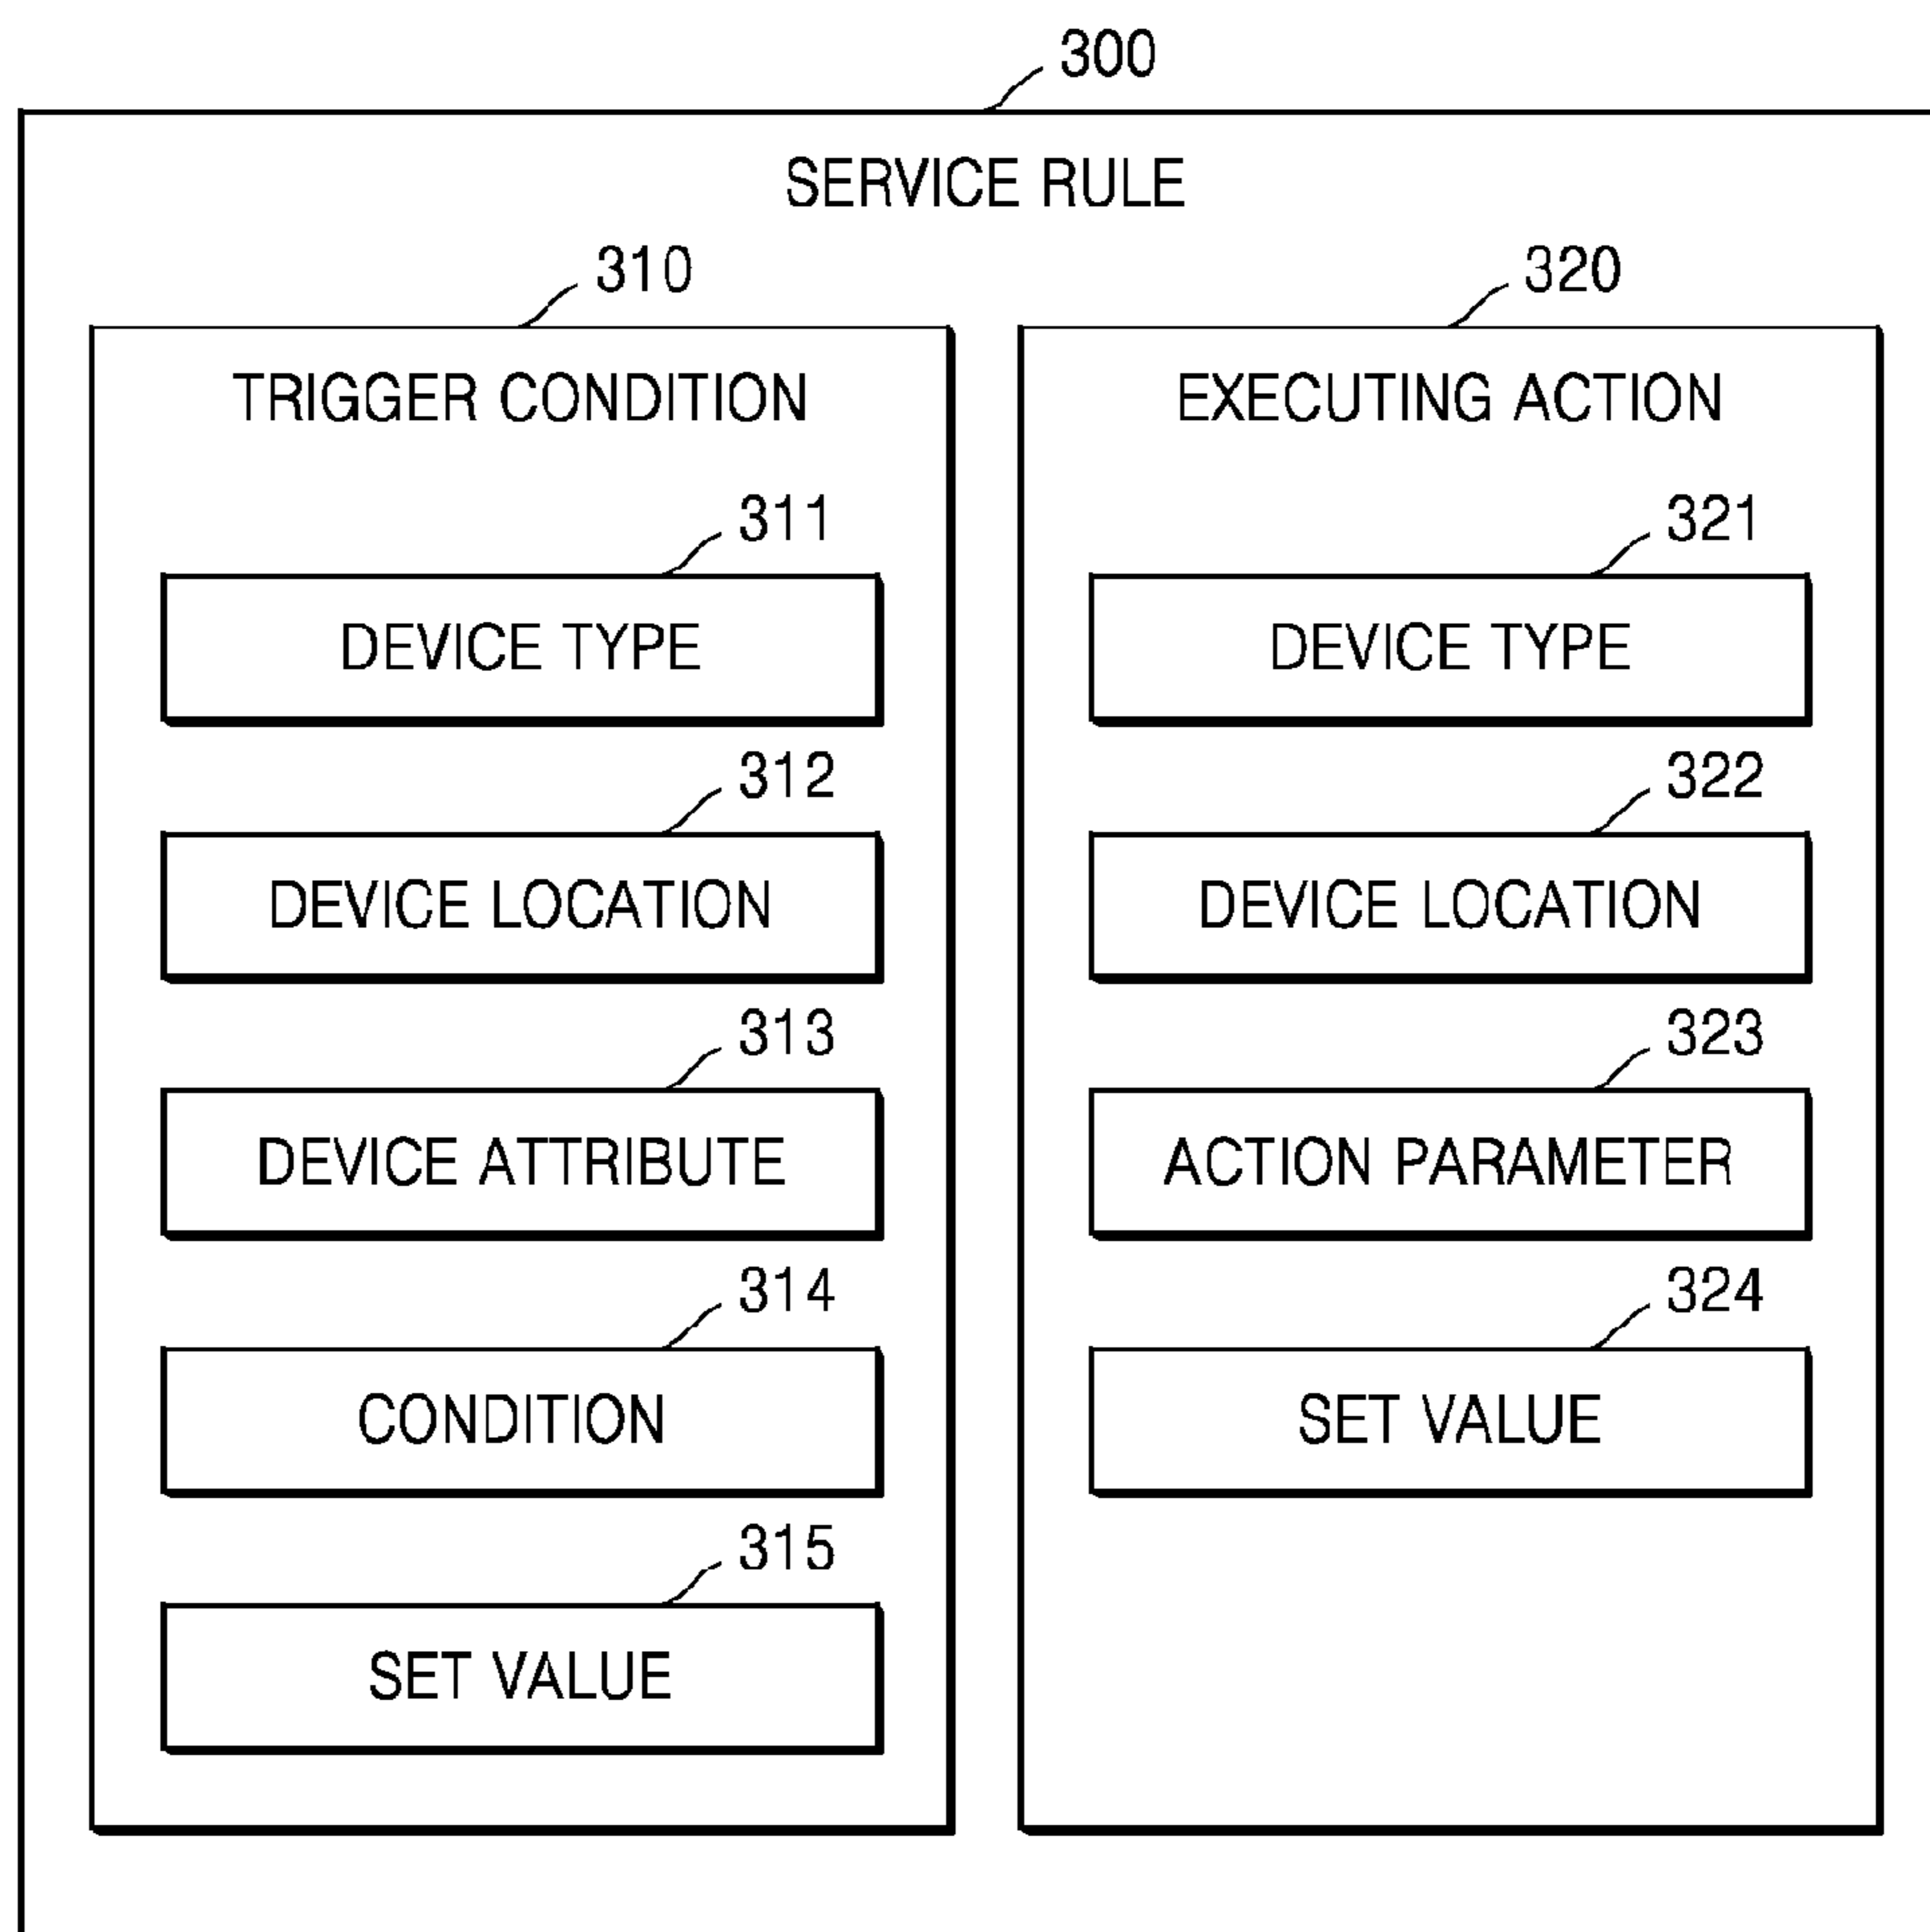 300
SERVICE RULE
310
TRIGGER CONDITION
311
DEVICE TYPE
312
DEVICE LOCATION
313
DEVICE ATTRIBUTE
314
CONDITION
315
SET VALUE
320
EXECUTING ACTION
321
DEVICE TYPE
322
DEVICE LOCATION
323
ACTION PARAMETER
324
SET VALUE